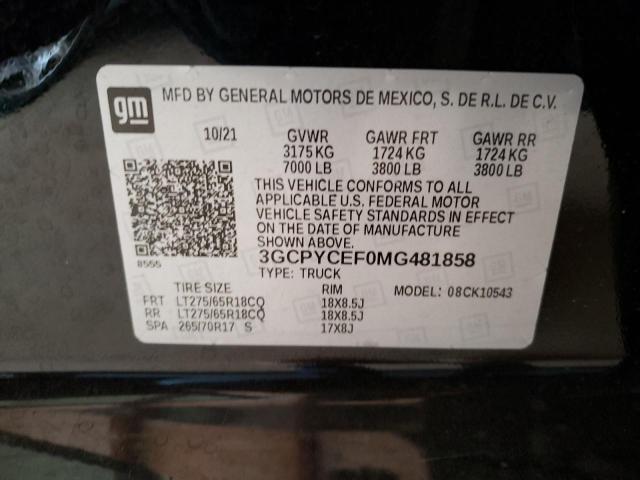 gm MFD BY GENERAL MOTORS DE MEXICO, S. DE R.L. DE C.V.
10/21 GVWR GAWR FRT GAWR RR
3175 KG 1724 KG 1724 KG
7000 LB 3800 LB 3800 LB
THIS VEHICLE CONFORMS TO ALL
APPLICABLE U.S. FEDERAL MOTOR
VEHICLE SAFETY STANDARDS IN EFFECT
ON THE DATE OF MANUFACTURE
SHOWN ABOVE.
8555
3GCPYCEF0MG481858
TYPE: TRUCK
TIRE SIZE RIM MODEL: 08CK10543
FRT LT275/65R18CQ 18X8.5J
RR LT275/65R18CQ 18X8.5J
SPA 265/70R17 S 17X8J